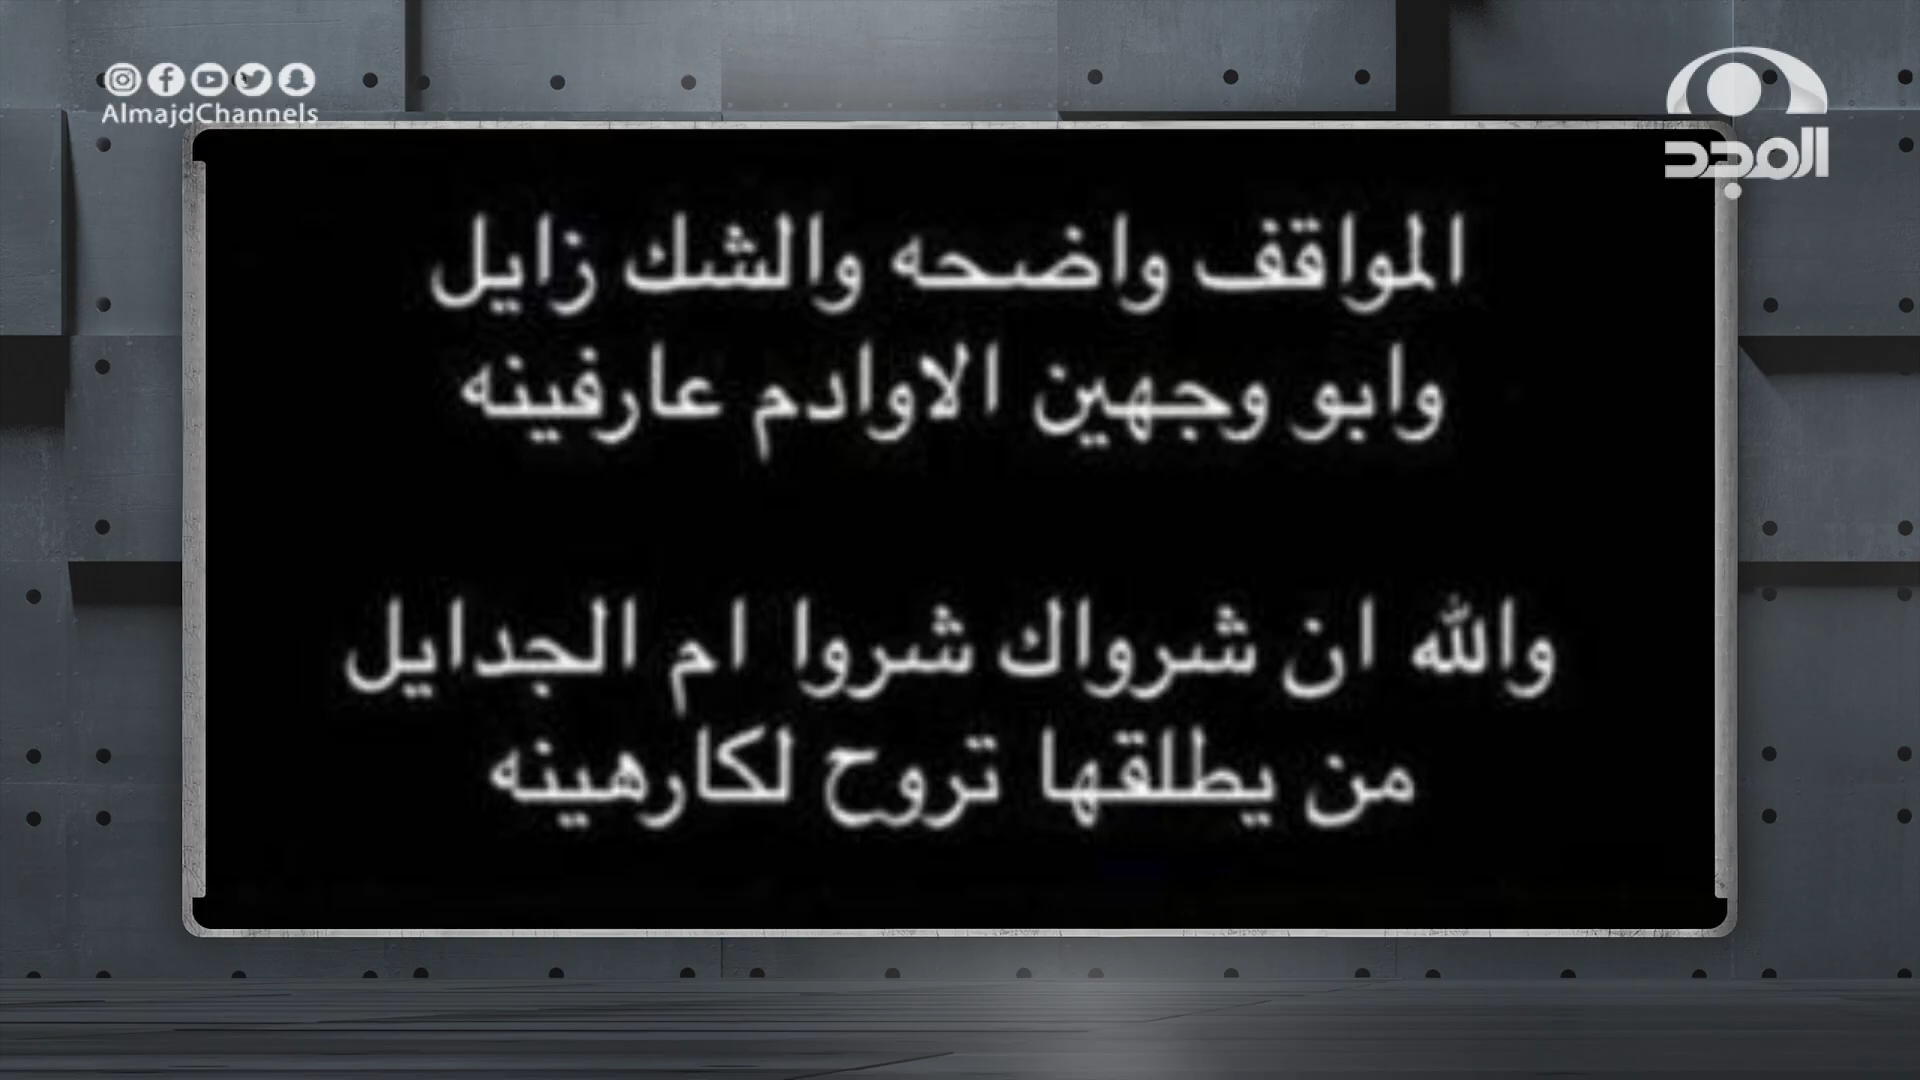 AlmajdChannels
المجد
المواقف واضحه والشك زايل
وابو وجهين الاوادم عارفينه
والله ان شرواك شروا ام الجدايل
من يطلقها تروح لكارهينه